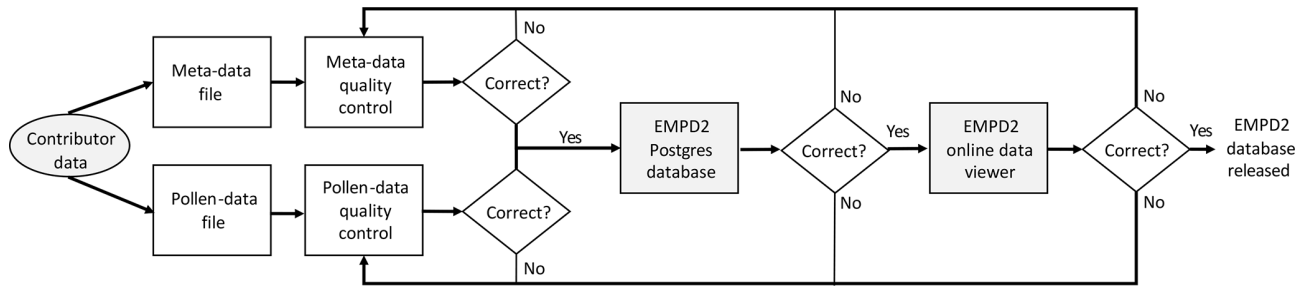 Contributor
data
Meta-data
file
Meta-data
quality
control
No
Correct?
Pollen-data
file
Pollen-data
quality
control
Correct?
No
Yes
EMPD2
Postgres
database
No
Correct?
No
Yes
EMPD2
online data
viewer
No
Correct?
No
Yes
EMPD2
database
released